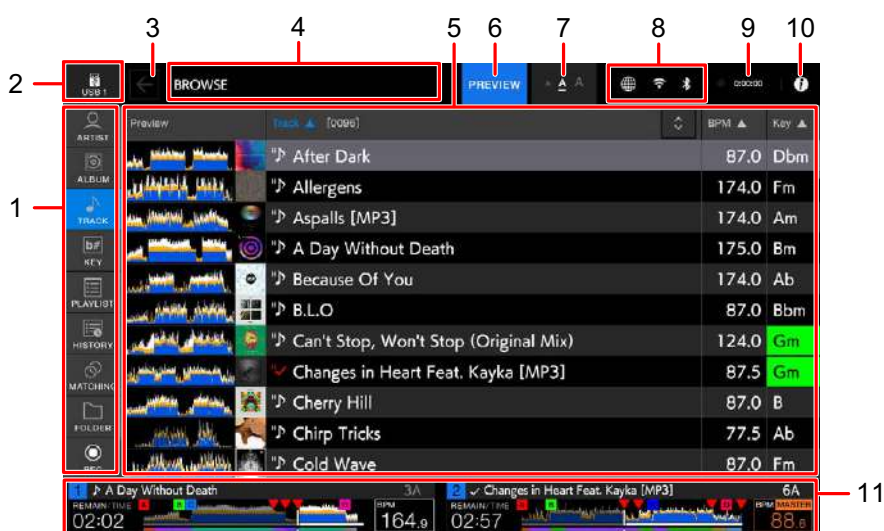 3 4 5 6 7 8 9 10
2 USB 1 BROWSE PREVIEW A A A 0:00:00
1
ARTIST
ALBUM
TRACK
KEY
PLAYLIST
HISTORY
MATCHING
FOLDER
REC
Preview Track ▲ [0096] BPM ▲ Key ▲
After Dark 87.0 Dbm
Allergens 174.0 Fm
Aspalls [MP3] 174.0 Am
A Day Without Death 175.0 Bm
Because Of You 174.0 Ab
B.L.O 87.0 Bbm
Can't Stop, Won't Stop (Original Mix) 124.0 Gm
Changes in Heart Feat. Kayka [MP3] 87.5 Gm
Cherry Hill 87.0 B
Chirp Tricks 77.5 Ab
Cold Wave 87.0 Fm
1 A Day Without Death 3A
REMAIN/TIME BPM
02:02 164.9
2 Changes in Heart Feat. Kayka [MP3] 6A
REMAIN/TIME BPM MASTER
02:57 88.6
11